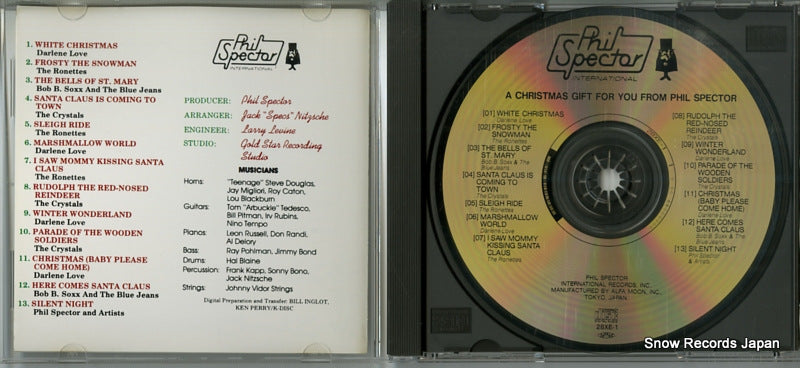 1. WHITE CHRISTMAS
Darlene Love
2. FROSTY THE SNOWMAN
The Ronettes
3. THE BELLS OF ST. MARY
Bob B. Soxx And The Blue Jeans
4. SANTA CLAUS IS COMING TO
TOWN
The Crystals
5. SLEIGH RIDE
The Ronettes
6. MARSHMALLOW WORLD
Darlene Love
7. I SAW MOMMY KISSING SANTA
CLAUS
The Ronettes
8. RUDOLPH THE RED-NOSED
REINDEER
The Crystals
9. WINTER WONDERLAND
Darlene Love
10. PARADE OF THE WOODEN
SOLDIERS
The Crystals
11. CHRISTMAS (BABY PLEASE
COME HOME)
Darlene Love
12. HERE COMES SANTA CLAUS
Bob B. Soxx And The Blue Jeans
13. SILENT NIGHT
Phil Spector and Artists
Phil
Spector
INTERNATIONAL
PRODUCER: Phil Spector
ARRANGER: Jack "Specs" Nitzsche
ENGINEER: Larry Levine
STUDIO: Gold Star Recording
Studio
MUSICIANS
Horns: "Teenage" Steve Douglas,
Jay Migliori, Roy Caton,
Lou Blackburn
Guitars: Tom "Arbuckle" Tedesco,
Bill Pitman, Irv Rubins,
Nino Tempo
Pianos: Leon Russell, Don Randi,
Al Delory
Bass: Ray Pohlman, Jimmy Bond
Drums: Hal Blaine
Percussion: Frank Kapp, Sonny Bono,
Jack Nitzsche
Strings: Johnny Vidor Strings
Digital Preparation and Transfer: BILL INGLOT,
KEN PERRY/K-DISC.
Phil
Spector
INTERNATIONAL
A CHRISTMAS GIFT FOR YOU FROM PHIL SPECTOR
[01] WHITE CHRISTMAS
Darlene Love
[02] FROSTY THE
SNOWMAN
The Ronettes
[03] THE BELLS OF
ST. MARY
Bob B. Soxx & The
Blue Jeans
[04] SANTA CLAUS IS
COMING TO
TOWN
The Crystals
[05] SLEIGH RIDE
The Ronettes
[06] MARSHMALLOW
WORLD
Darlene Love
[07] I SAW MOMMY
KISSING SANTA
CLAUS
The Ronettes
[08] RUDOLPH THE
RED-NOSED
REINDEER
The Crystals
[09] WINTER
WONDERLAND
Darlene Love
[10] PARADE OF THE
WOODEN
SOLDIERS
The Crystals
[11] CHRISTMAS
(BABY PLEASE
COME HOME)
Darlene Love
[12] HERE COMES
SANTA CLAUS
Bob B. Soxx & The
Blue Jeans
[13] SILENT NIGHT
Phil Spector
& Artists
PHIL SPECTOR
INTERNATIONAL RECORDS, INC.
MANUFACTURED BY ALFA MOON, INC.,
TOKYO, JAPAN
28X6-1
Snow Records Japan